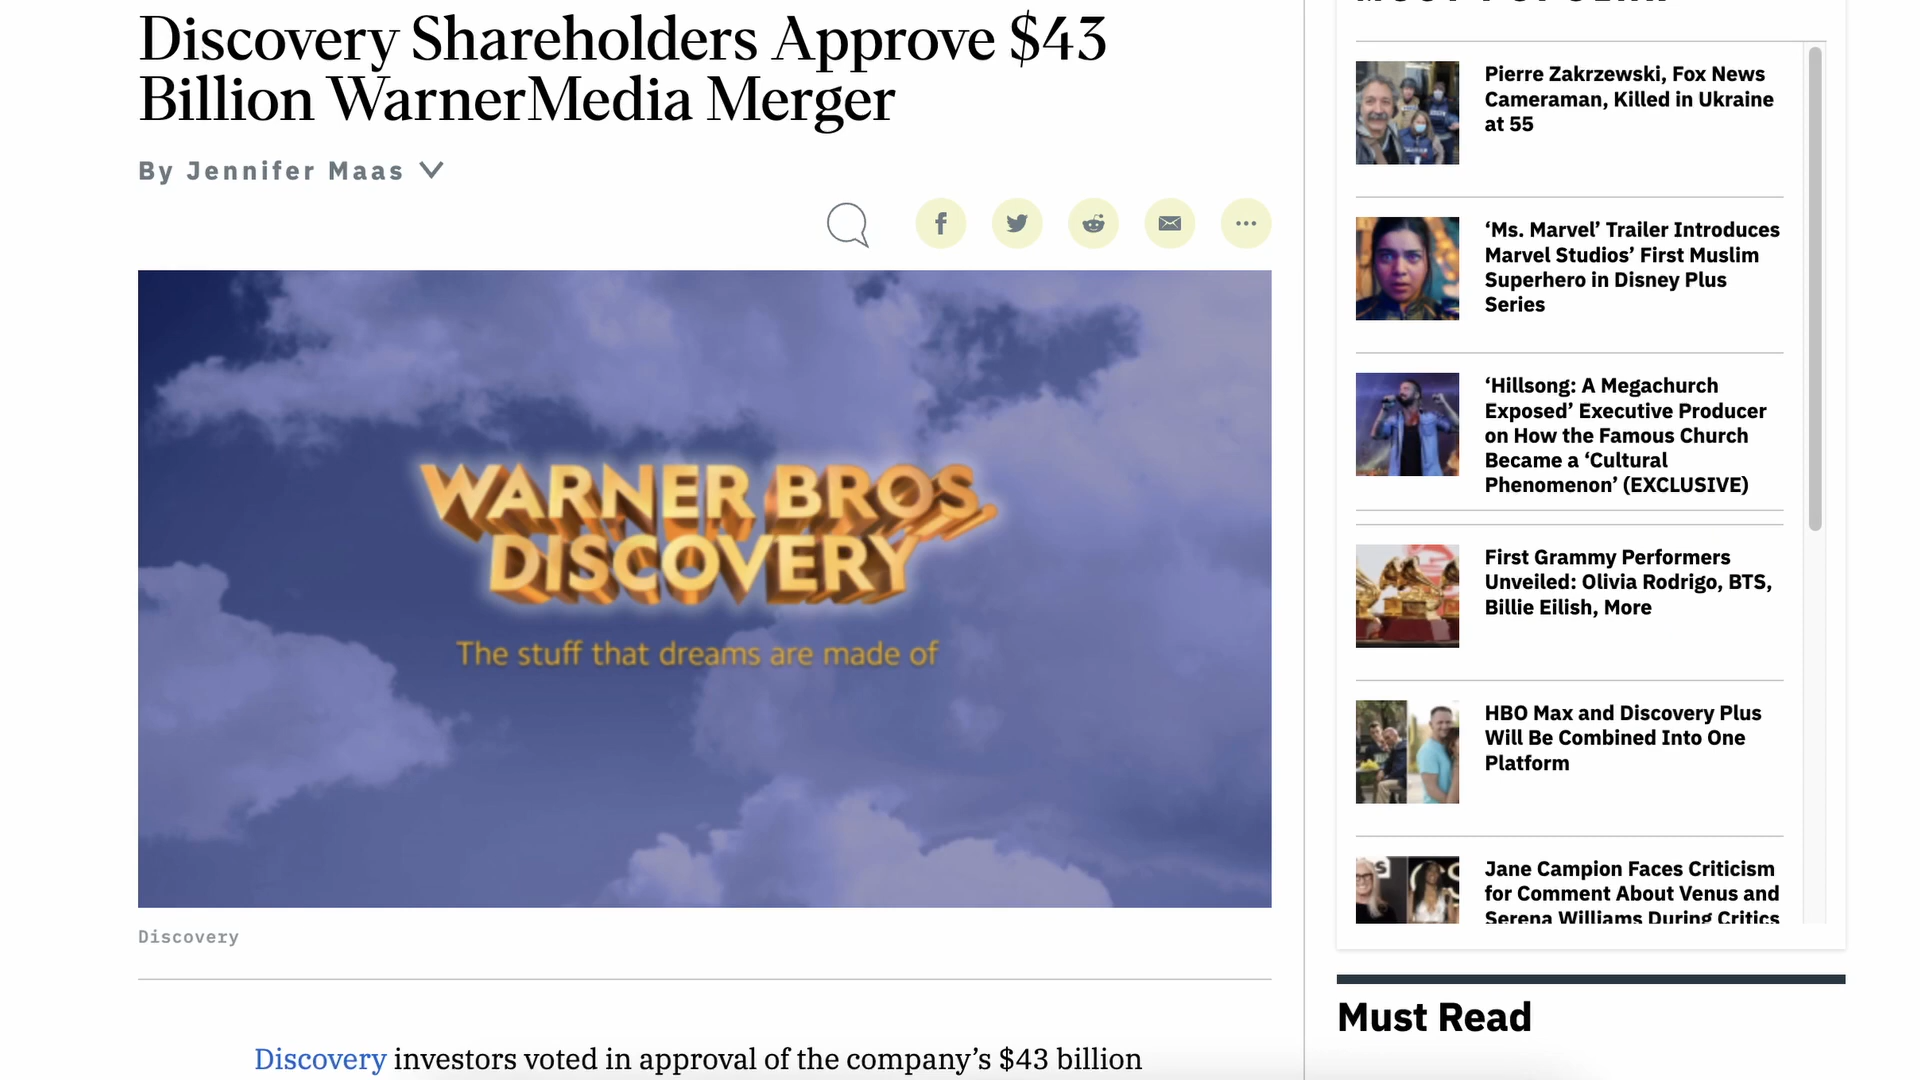 Discovery Shareholders Approve $43
Billion WarnerMedia Merger
By Jennifer Maas
WARNER BROS.
DISCOVERY
The stuff that dreams are made of
Discovery
Discovery investors voted in approval of the company’s $43 billion
Pierre Zakrzewski, Fox News
Cameraman, Killed in Ukraine
at 55
‘Ms. Marvel’ Trailer Introduces
Marvel Studios’ First Muslim
Superhero in Disney Plus
Series
‘Hillsong: A Megachurch
Exposed’ Executive Producer
on How the Famous Church
Became a ‘Cultural
Phenomenon’ (EXCLUSIVE)
First Grammy Performers
Unveiled: Olivia Rodrigo, BTS,
Billie Eilish, More
HBO Max and Discovery Plus
Will Be Combined Into One
Platform
Jane Campion Faces Criticism
for Comment About Venus and
Serena Williams During Critics
Must Read